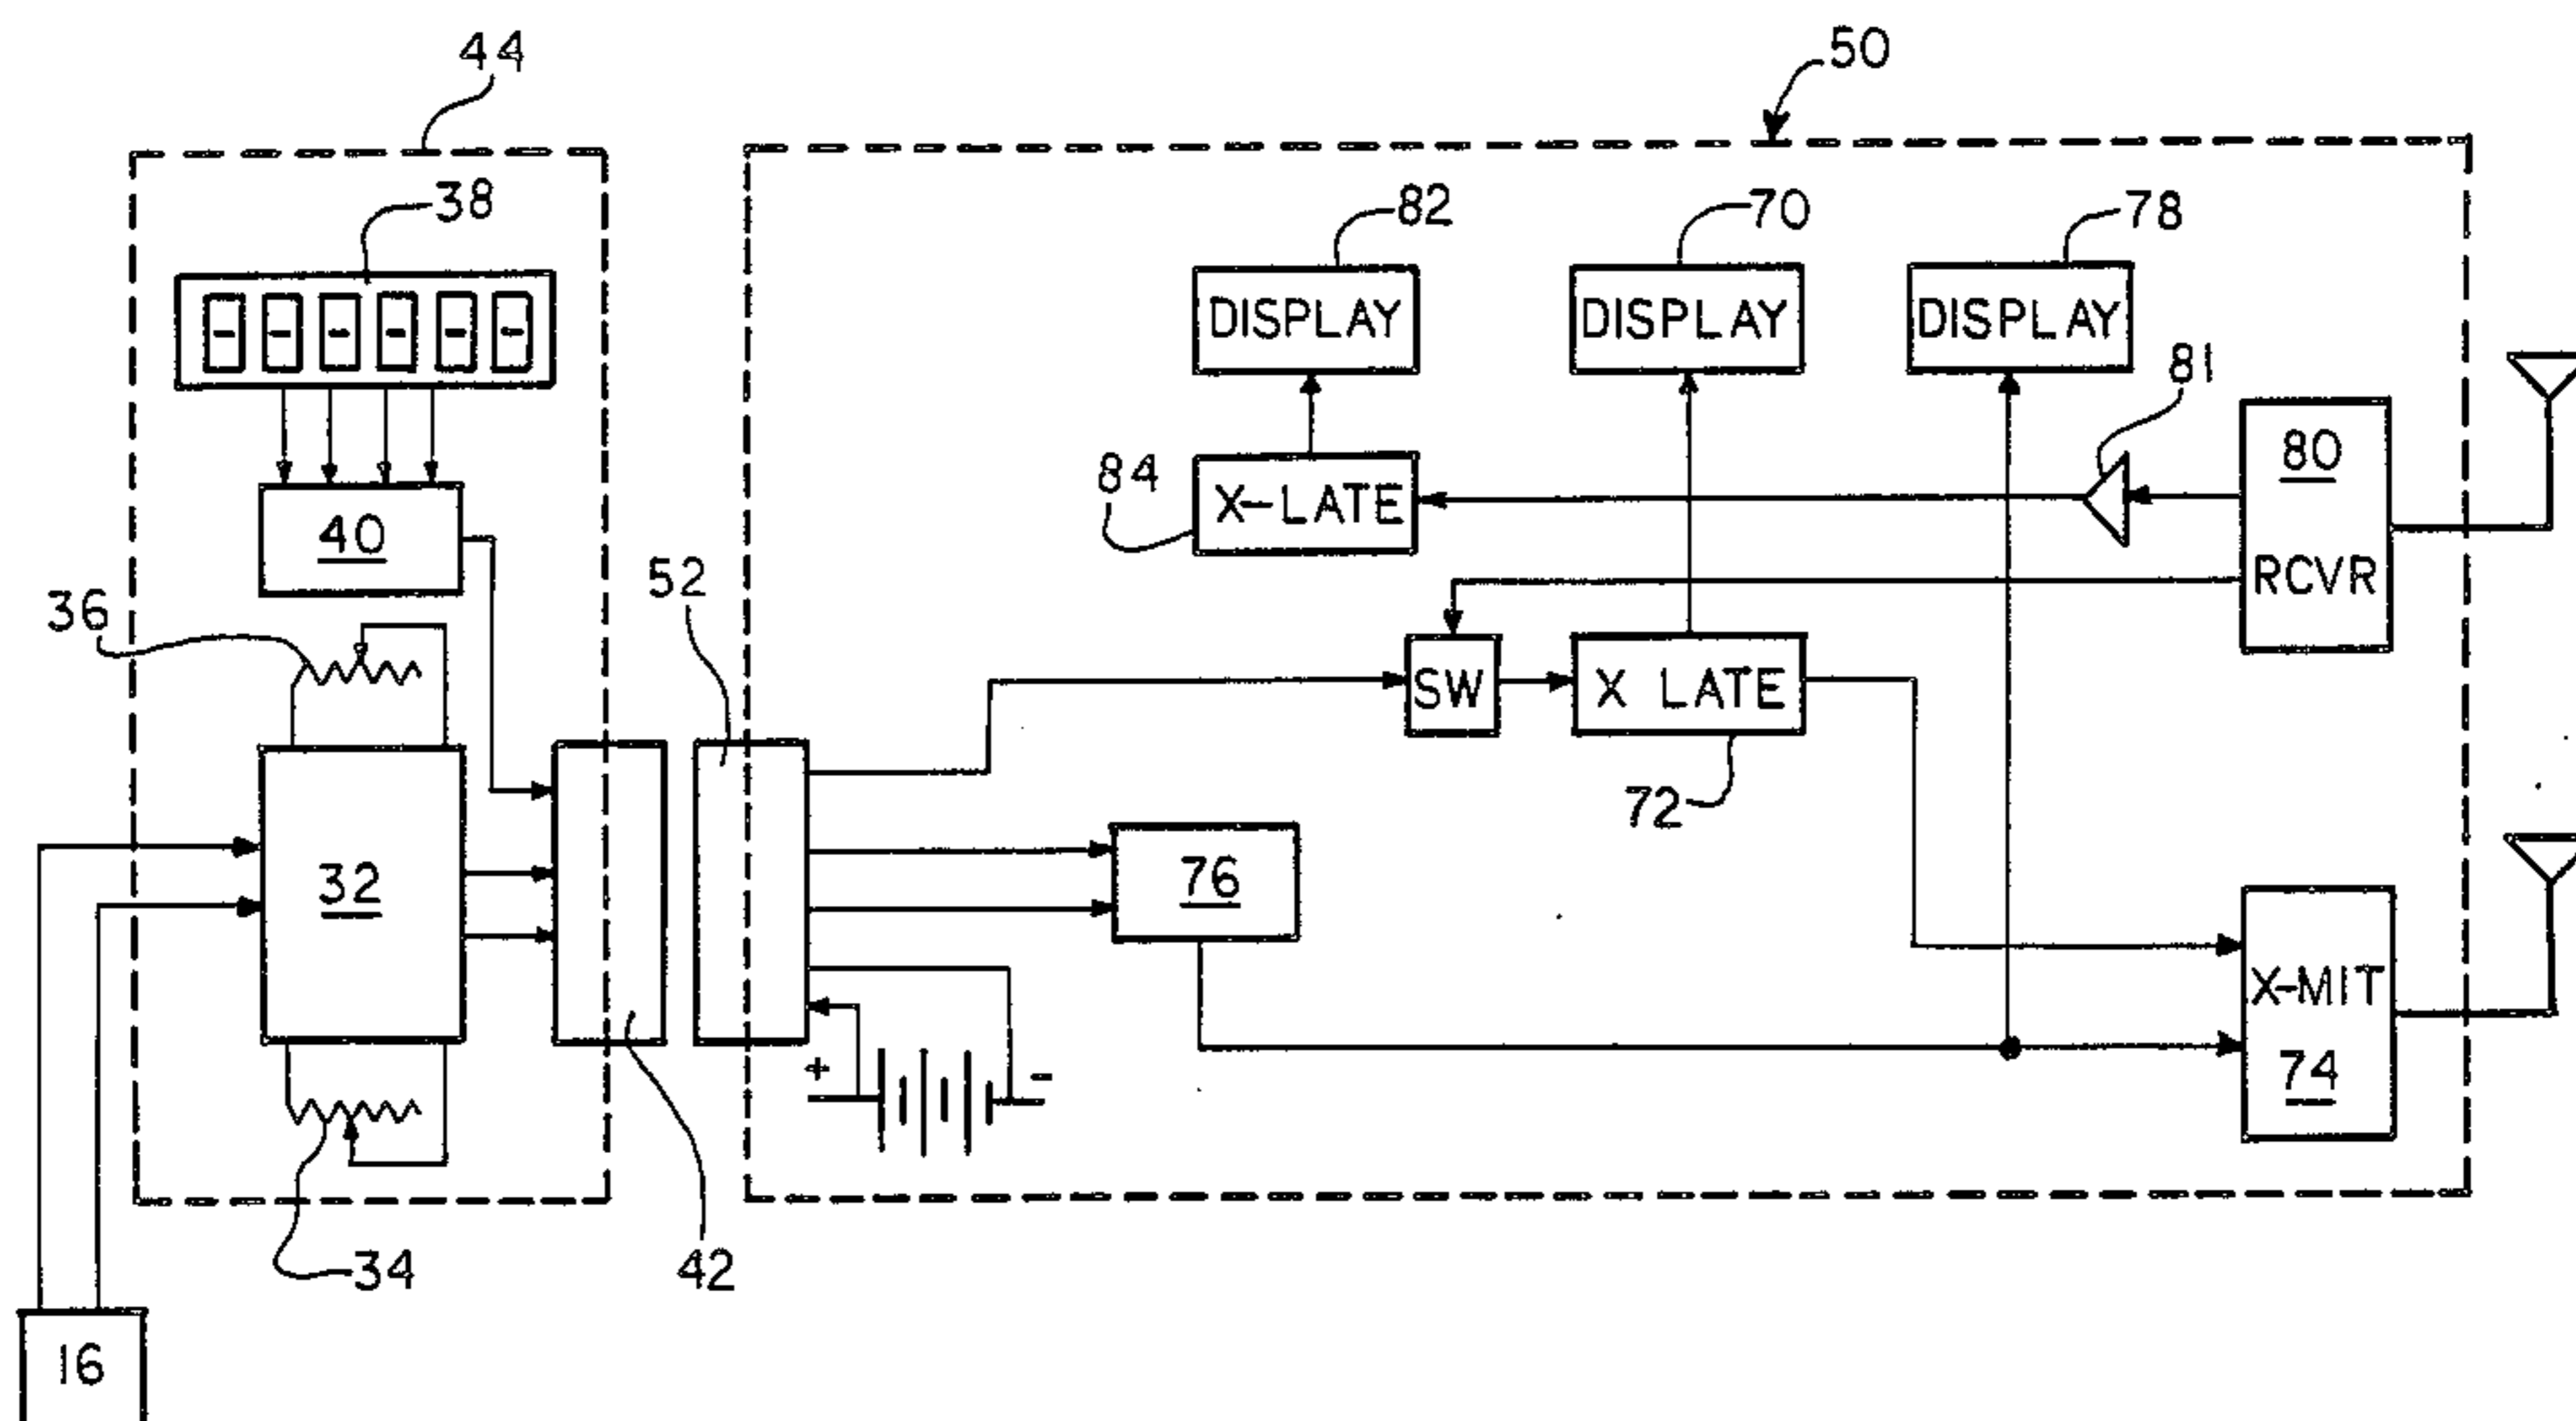 44
50
38
82
70
78
DISPLAY
DISPLAY
DISPLAY
81
84
X-LATE
80
RCVR
40
36
52
SW
X LATE
72
32
76
X-MIT
74
+
-
34
42
16